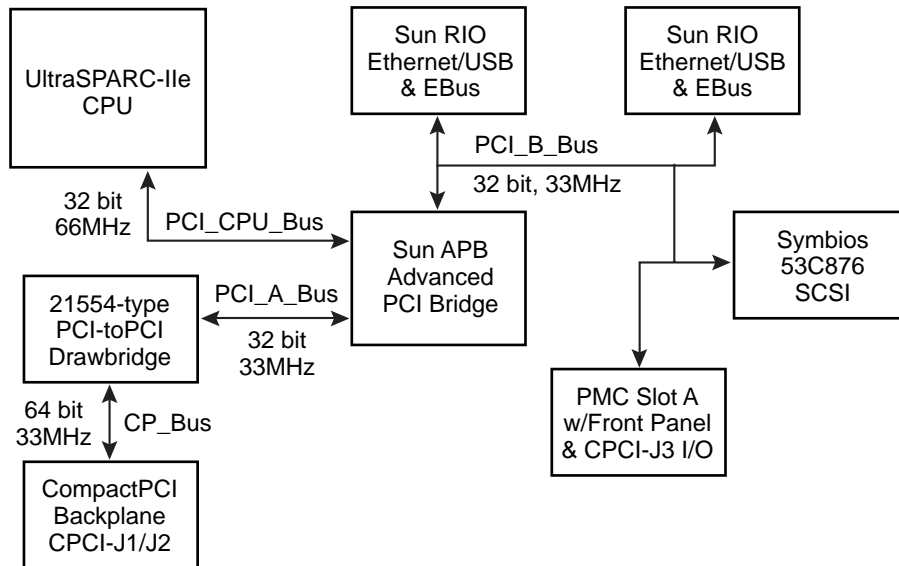 UltraSPARC-IIe
CPU
Sun RIO
Ethernet/USB
& EBus
Sun RIO
Ethernet/USB
& EBus
PCI_B_Bus
32 bit, 33MHz
32 bit
66MHz
PCI_CPU_Bus
Sun APB
Advanced
PCI Bridge
Symbios
53C876
SCSI
21554-type
PCI-toPCI
Drawbridge
PCI_A_Bus
32 bit
33MHz
64 bit
33MHz
CP_Bus
PMC Slot A
w/Front Panel
& CPCI-J3 I/O
CompactPCI
Backplane
CPCI-J1/J2